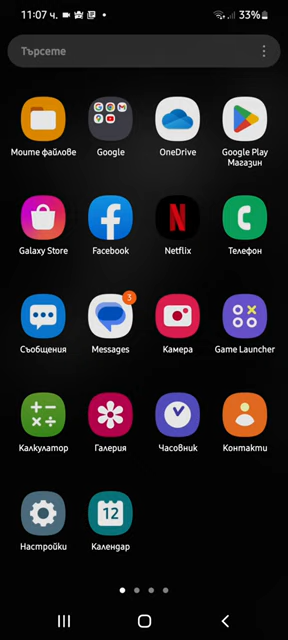 11:07 ч.
33%
Търсете
Моите файлове
Google
OneDrive
Google Play
Магазин
Galaxy Store
Facebook
Netflix
Телефон
3
Съобщения
Messages
Камера
Game Launcher
Калкулатор
Галерия
Часовник
Контакти
12
Настройки
Календар